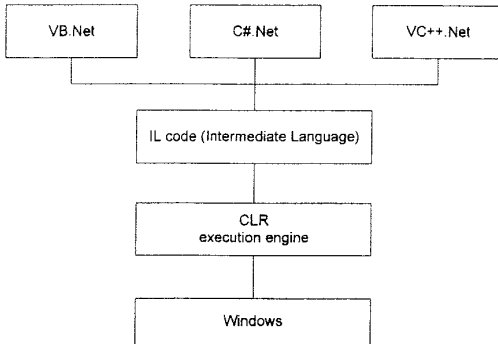 VB.Net
C#.Net
VC++.Net
IL code (Intermediate Language)
CLR
execution engine
Windows